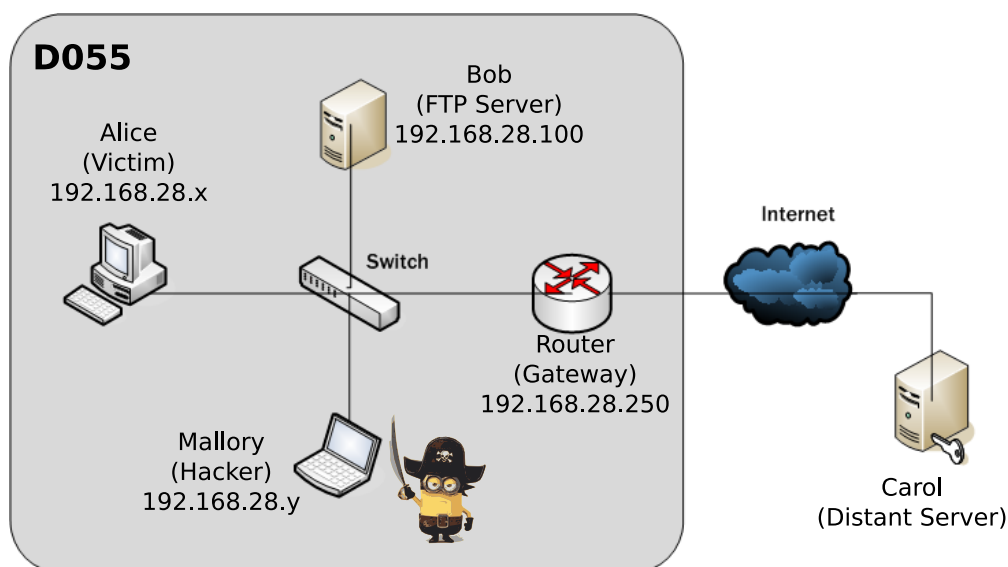 D055
Bob
(FTP Server)
192.168.28.100
Alice
(Victim)
192.168.28.x
Switch
Internet
Router
(Gateway)
192.168.28.250
Mallory
(Hacker)
192.168.28.y
Carol
(Distant Server)